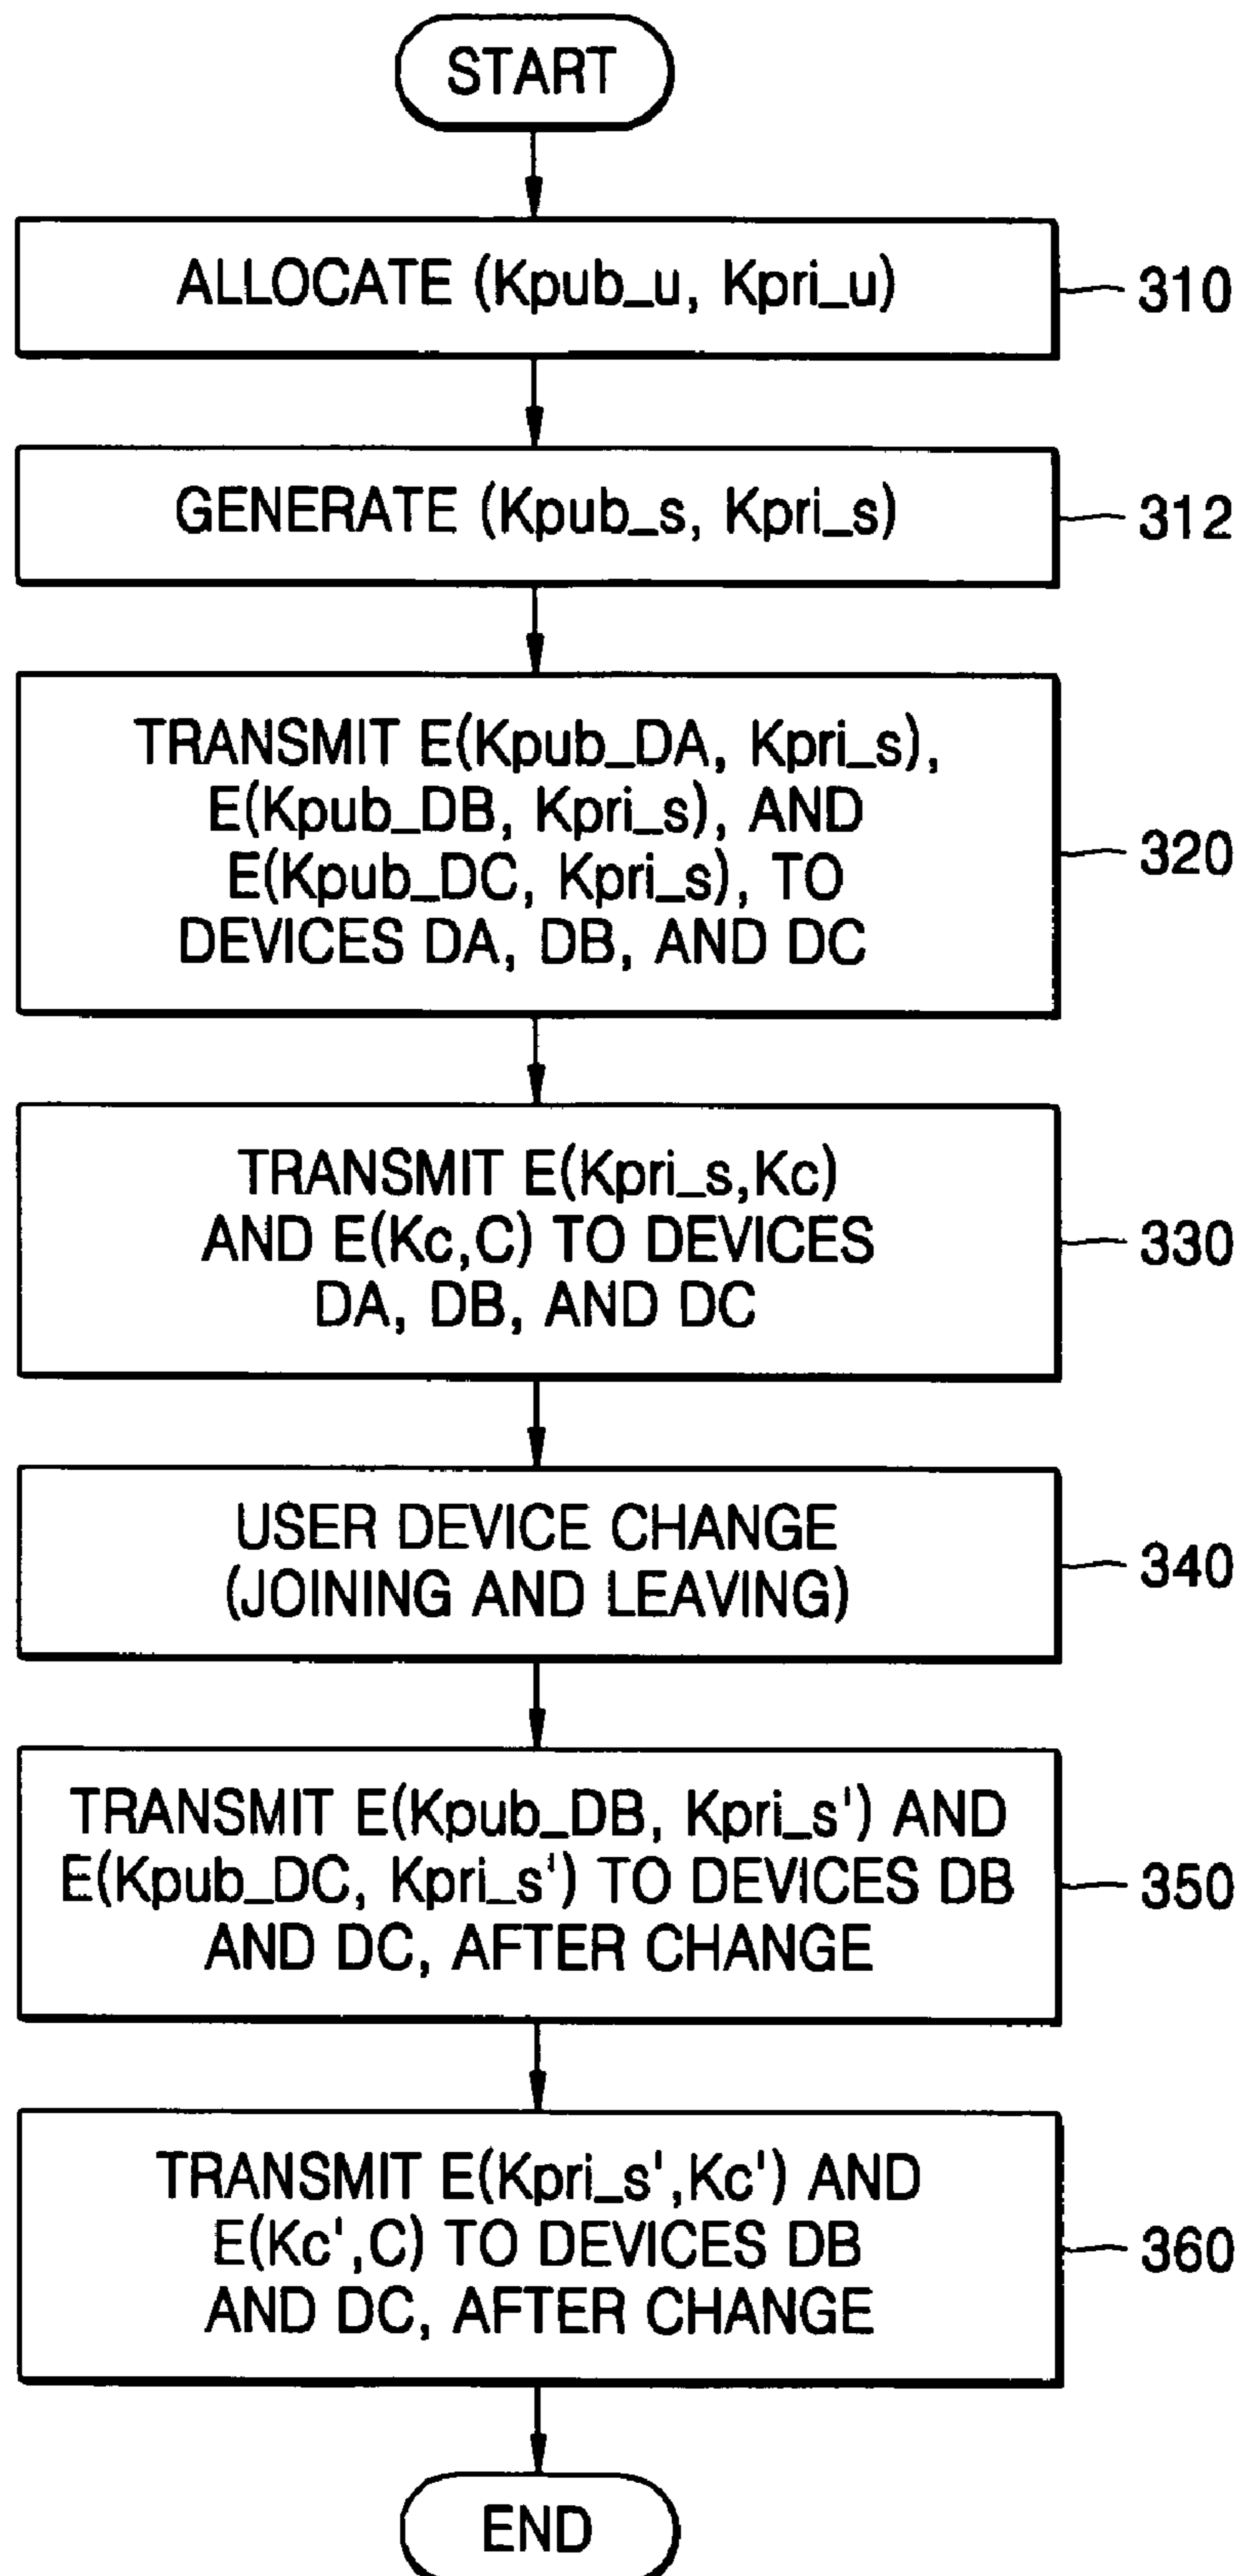 START
ALLOCATE (Kpub_u, Kpri_u)
310
GENERATE (Kpub_s, Kpri_s)
312
TRANSMIT E(Kpub_DA, Kpri_s),
E(Kpub_DB, Kpri_s), AND
E(Kpub_DC, Kpri_s), TO
DEVICES DA, DB, AND DC
320
TRANSMIT E(Kpri_s,Kc)
AND E(Kc,C) TO DEVICES
DA, DB, AND DC
330
USER DEVICE CHANGE
(JOINING AND LEAVING)
340
TRANSMIT E(Kpub_DB, Kpri_s') AND
E(Kpub_DC, Kpri_s') TO DEVICES DB
AND DC, AFTER CHANGE
350
TRANSMIT E(Kpri_s',Kc') AND
E(Kc',C) TO DEVICES DB
AND DC, AFTER CHANGE
360
END